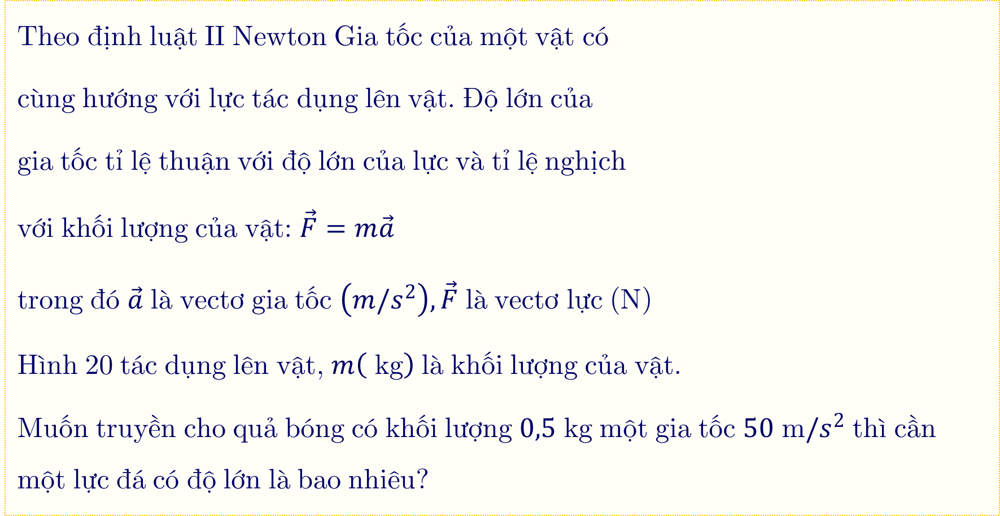 Theo định luật II Newton Gia tốc của một vật có
cùng hướng với lực tác dụng lên vật. Độ lớn của
gia tốc tỉ lệ thuận với độ lớn của lực và tỉ lệ nghịch
với khối lượng của vật: $\vec{F} = m\vec{a}$
trong đó $\vec{a}$ là vectơ gia tốc $(m/s^2), \vec{F}$ là vectơ lực (N)
Hình 20 tác dụng lên vật, $m($ kg$)$ là khối lượng của vật.
Muốn truyền cho quả bóng có khối lượng 0,5 kg một gia tốc 50 m/$s^2$ thì cần
một lực đá có độ lớn là bao nhiêu?